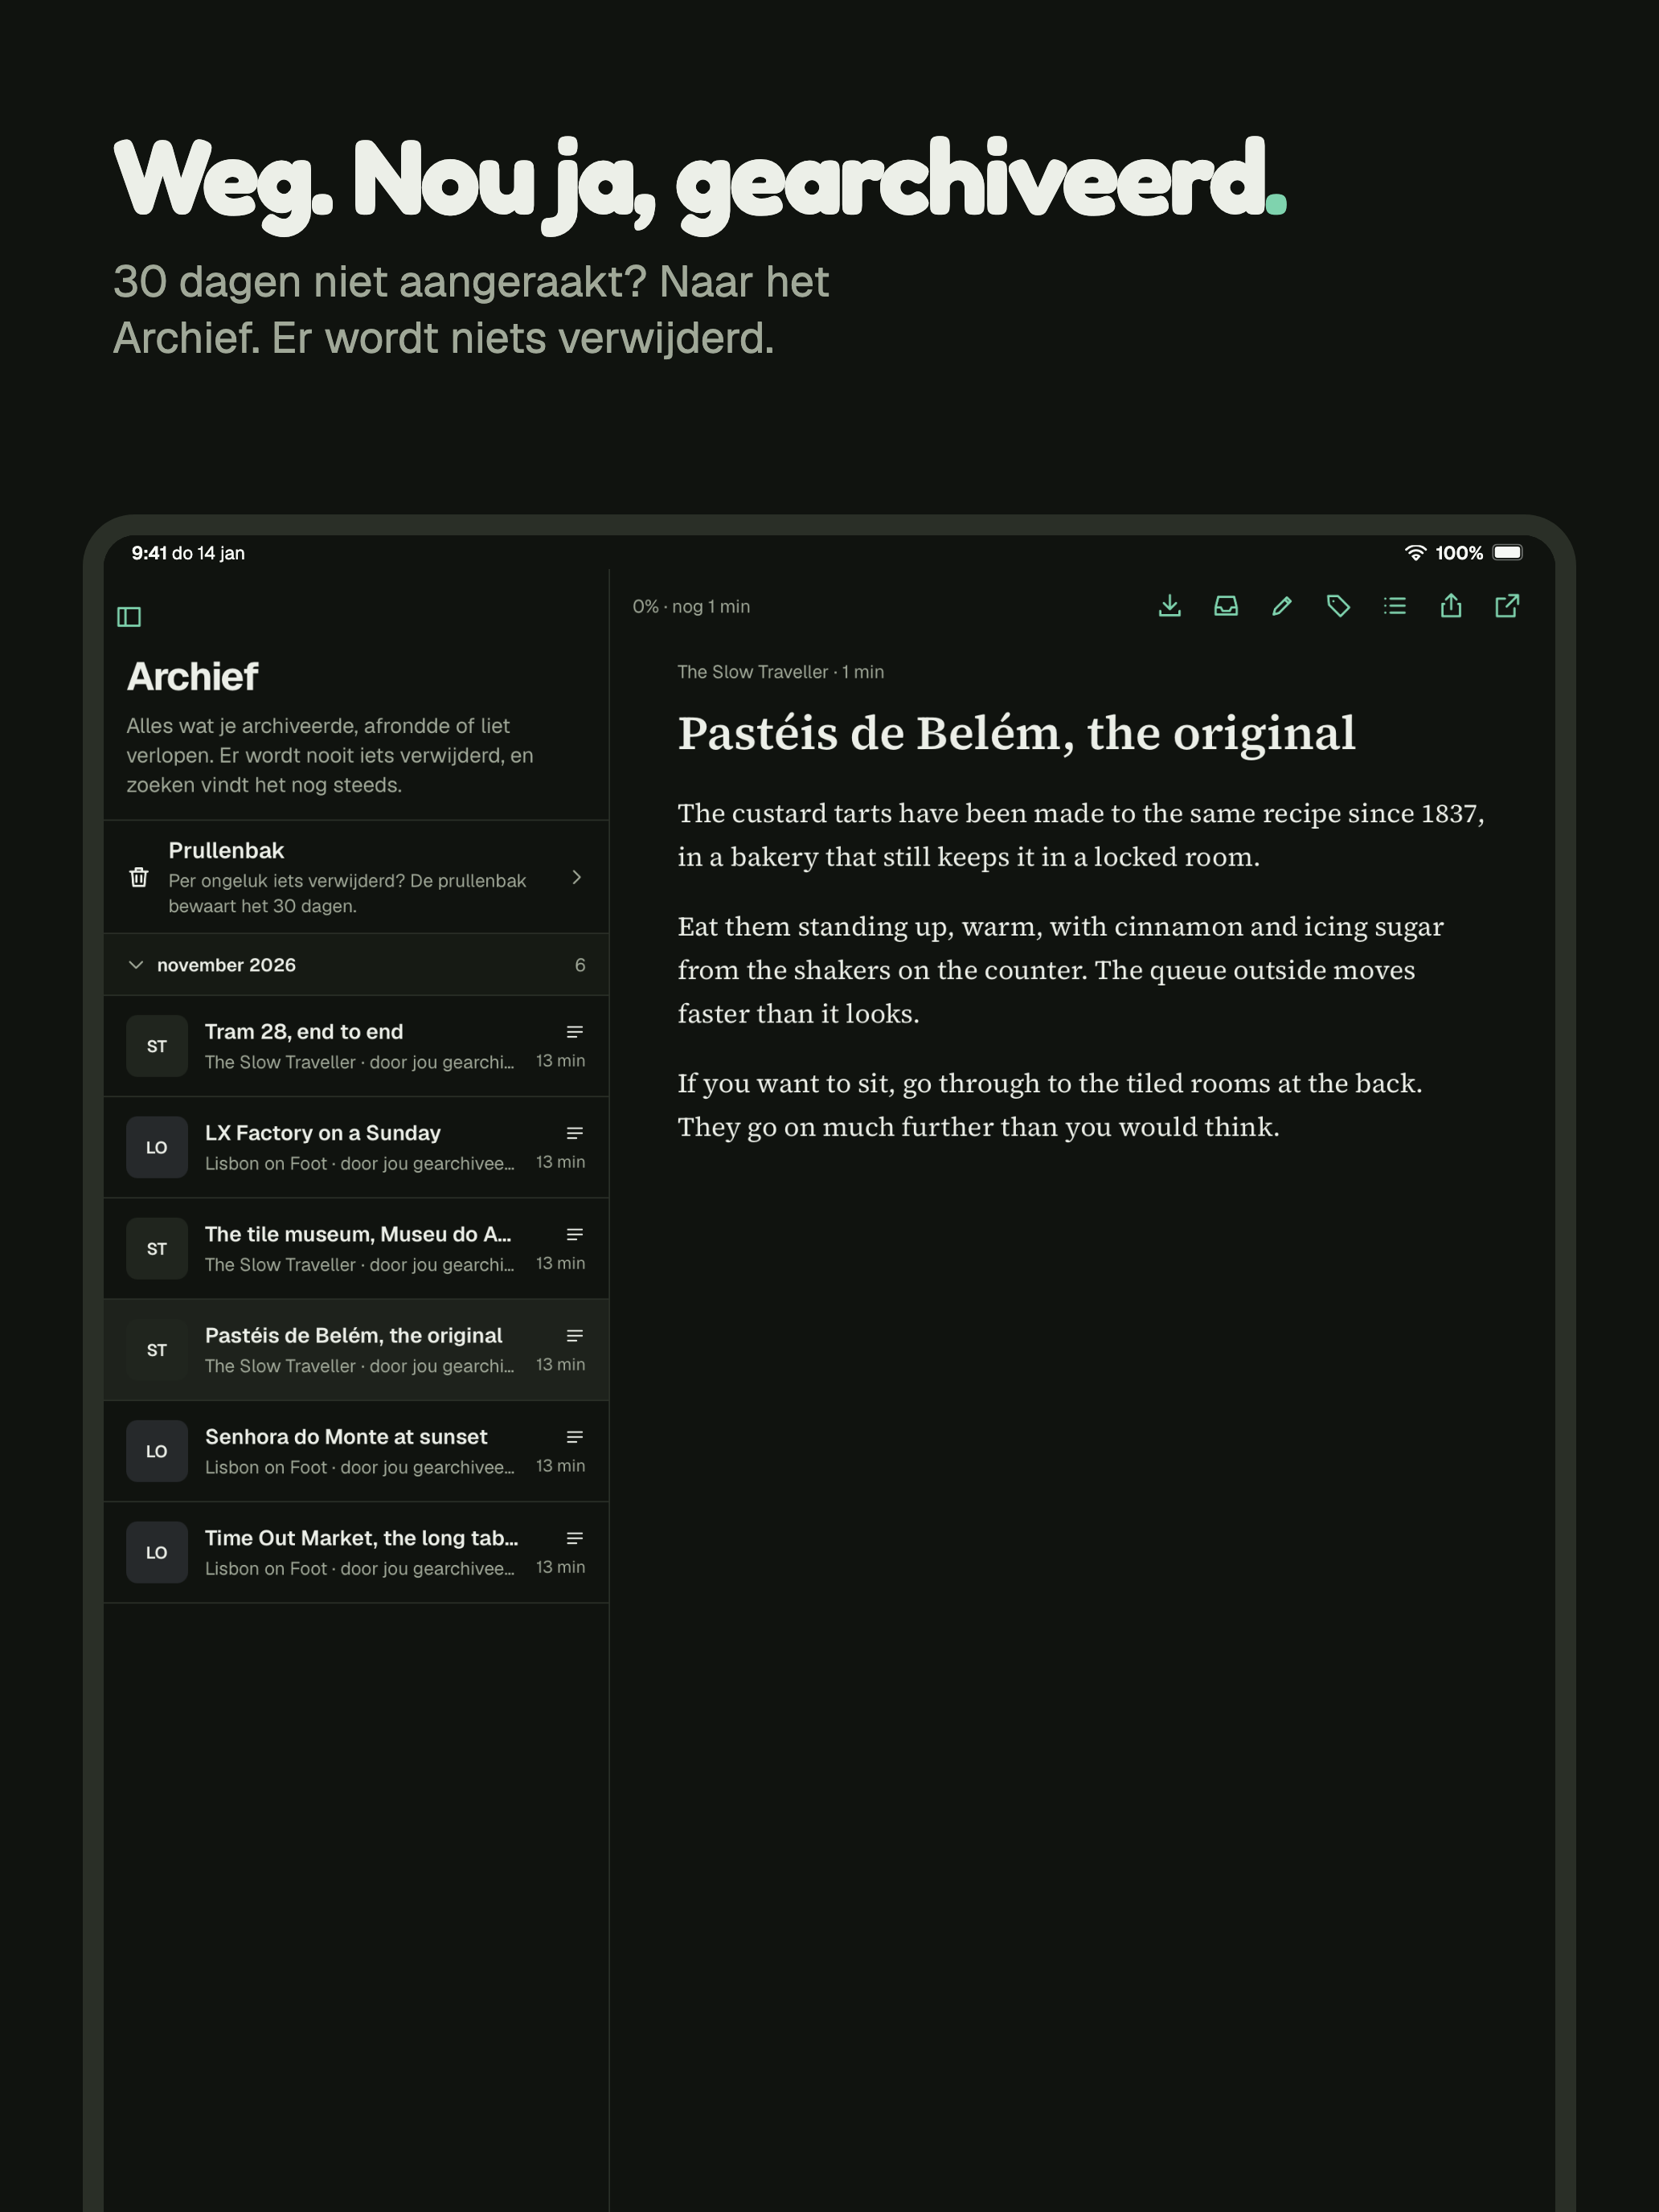 Weg. Nou ja, gearchiveerd.
30 dagen niet aangeraakt? Naar het
Archief. Er wordt niets verwijderd.
9:41 do 14 jan
100%
Archief
Alles wat je archiveerde, afrondde of liet
verlopen. Er wordt nooit iets verwijderd, en
zoeken vindt het nog steeds.
Prullenbak
Per ongeluk iets verwijderd? De prullenbak
bewaart het 30 dagen.
november 2026 6
ST
Tram 28, end to end
The Slow Traveller · door jou gearchi... 13 min
LO
LX Factory on a Sunday
Lisbon on Foot · door jou gearchivee... 13 min
ST
The tile museum, Museu do A...
The Slow Traveller · door jou gearchi... 13 min
ST
Pastéis de Belém, the original
The Slow Traveller · door jou gearchi... 13 min
LO
Senhora do Monte at sunset
Lisbon on Foot · door jou gearchivee... 13 min
LO
Time Out Market, the long tab...
Lisbon on Foot · door jou gearchivee... 13 min
0% · nog 1 min
The Slow Traveller · 1 min
Pastéis de Belém, the original
The custard tarts have been made to the same recipe since 1837,
in a bakery that still keeps it in a locked room.
Eat them standing up, warm, with cinnamon and icing sugar
from the shakers on the counter. The queue outside moves
faster than it looks.
If you want to sit, go through to the tiled rooms at the back.
They go on much further than you would think.